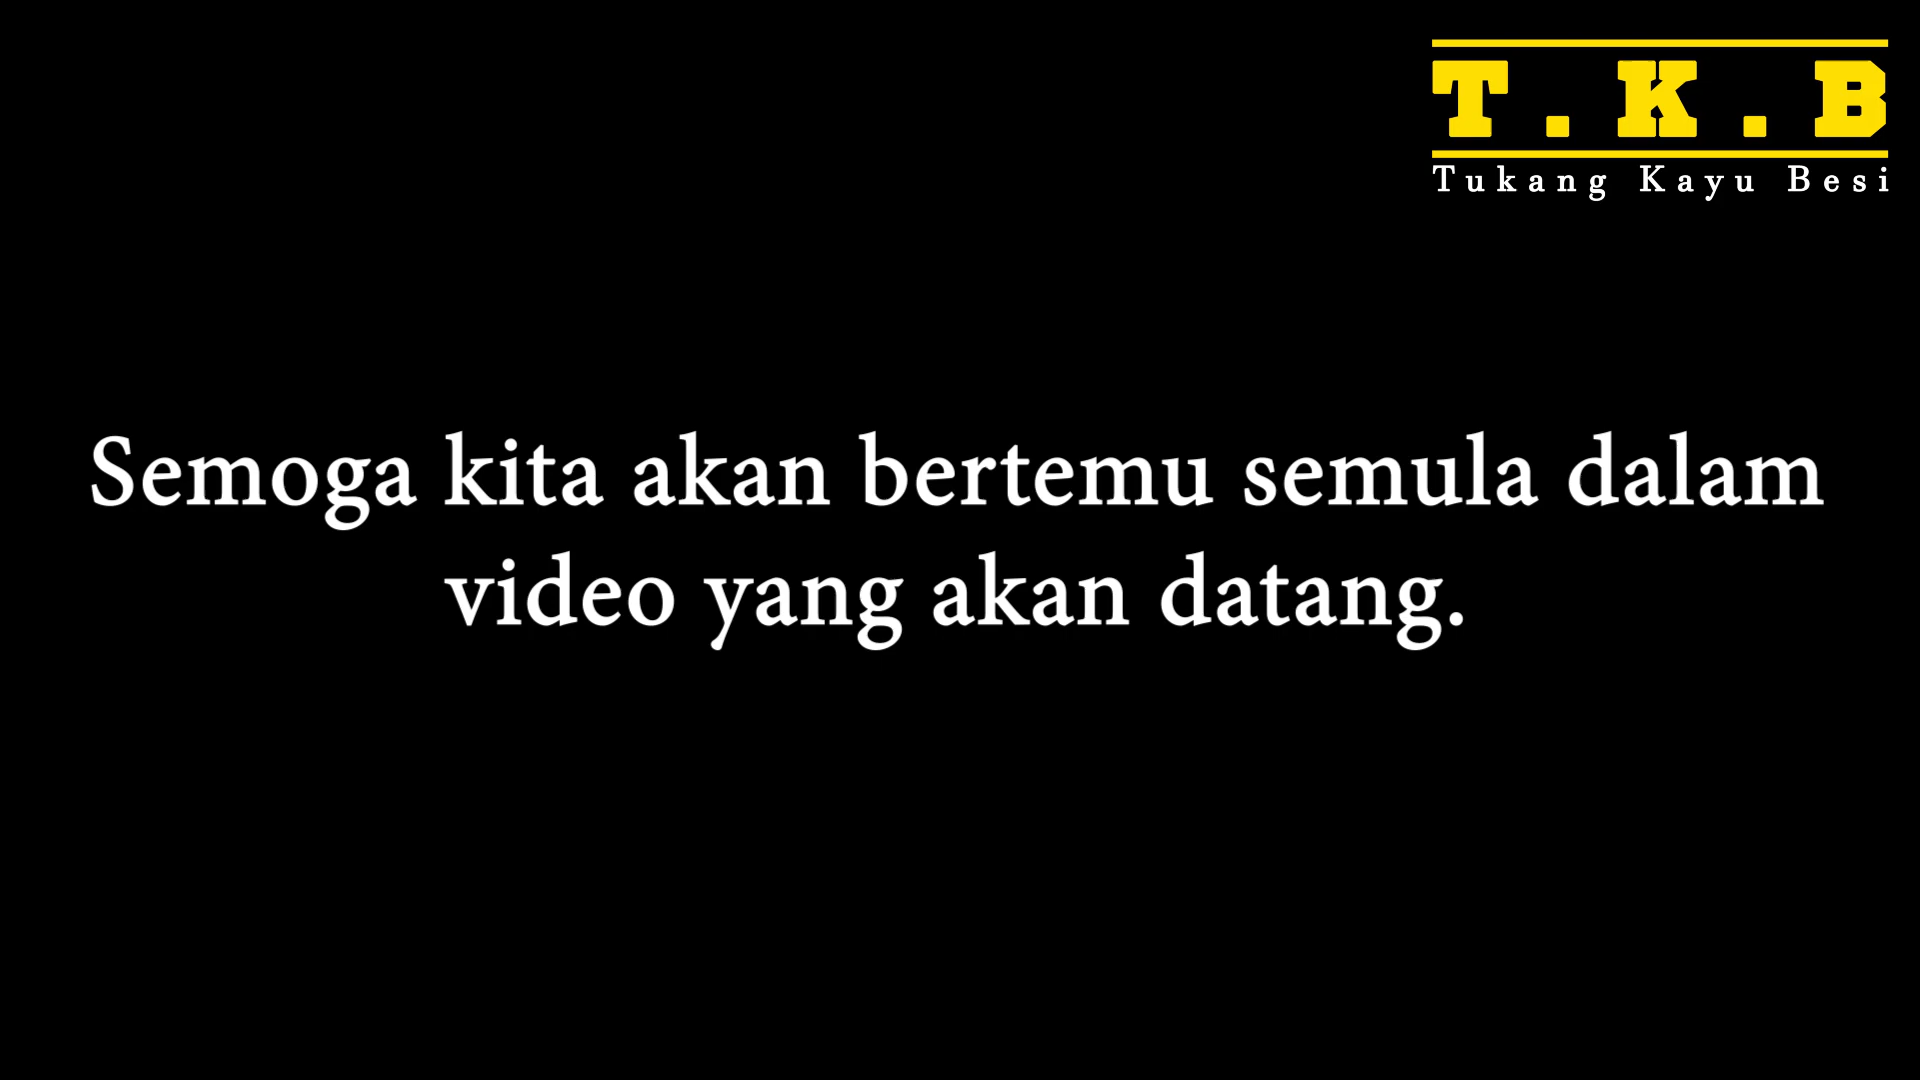 T.K.B
Tukang Kayu Besi
Semoga kita akan bertemu semula dalam
video yang akan datang.